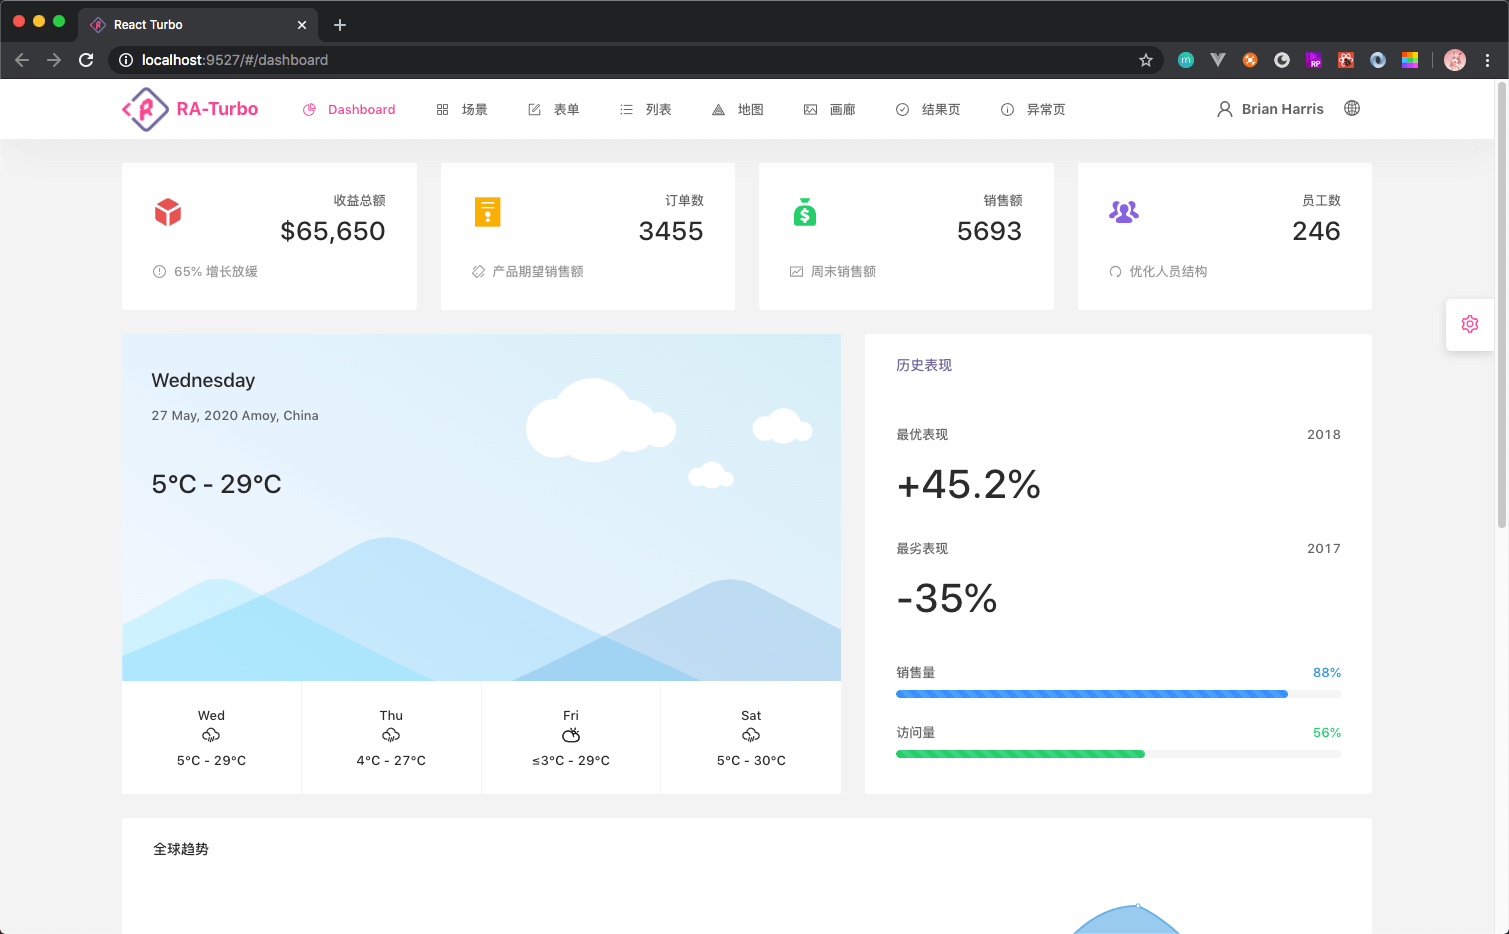 React Turbo
localhost:9527/#/dashboard
RA-Turbo
Dashboard
场景
表单
列表
地图
画廊
结果页
异常页
Brian Harris
收益总额
$65,650
65% 增长放缓
订单数
3455
产品期望销售额
销售额
5693
周末销售额
员工数
246
优化人员结构
Wednesday
27 May, 2020 Amoy, China
5°C - 29°C
Wed
5°C - 29°C
Thu
4°C - 27°C
Fri
≤3°C - 29°C
Sat
5°C - 30°C
历史表现
最优表现 2018
+45.2%
最劣表现 2017
-35%
销售量 88%
访问量 56%
全球趋势